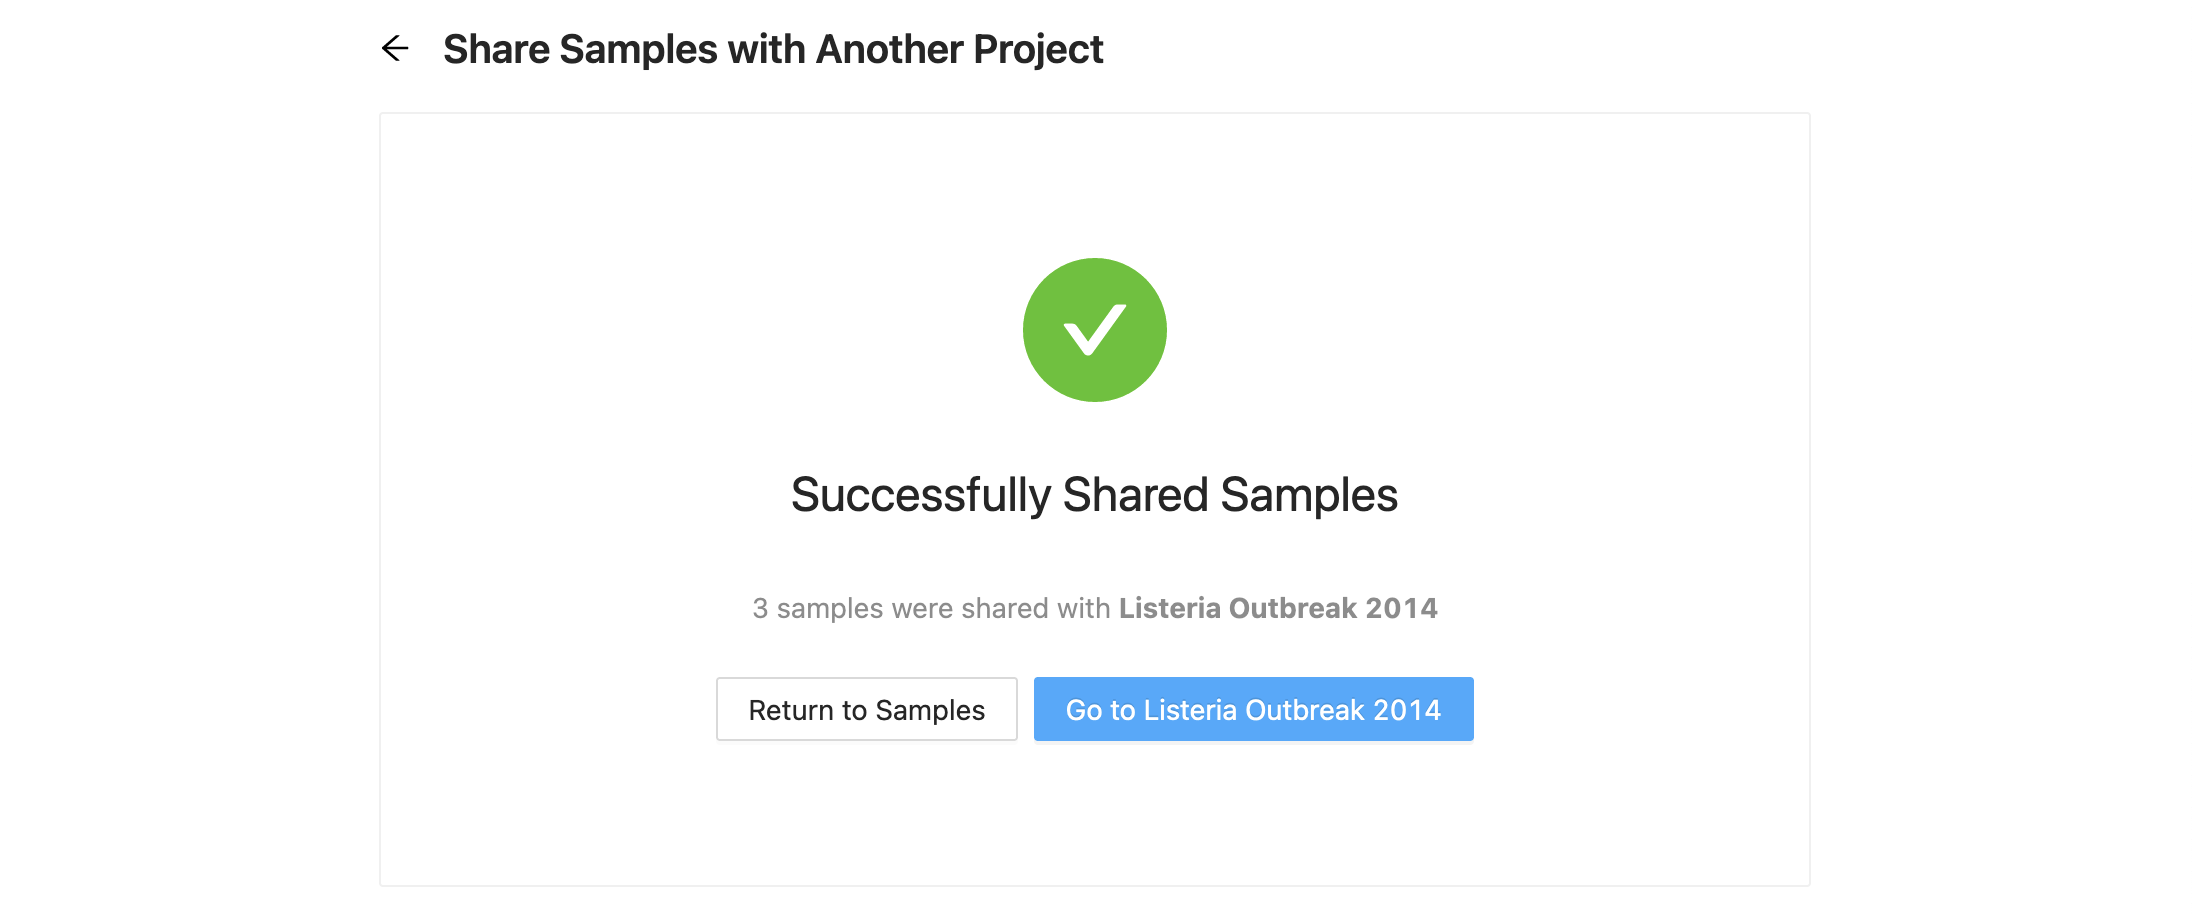 Share Samples with Another Project
Successfully Shared Samples
3 samples were shared with Listeria Outbreak 2014
Return to Samples
Go to Listeria Outbreak 2014